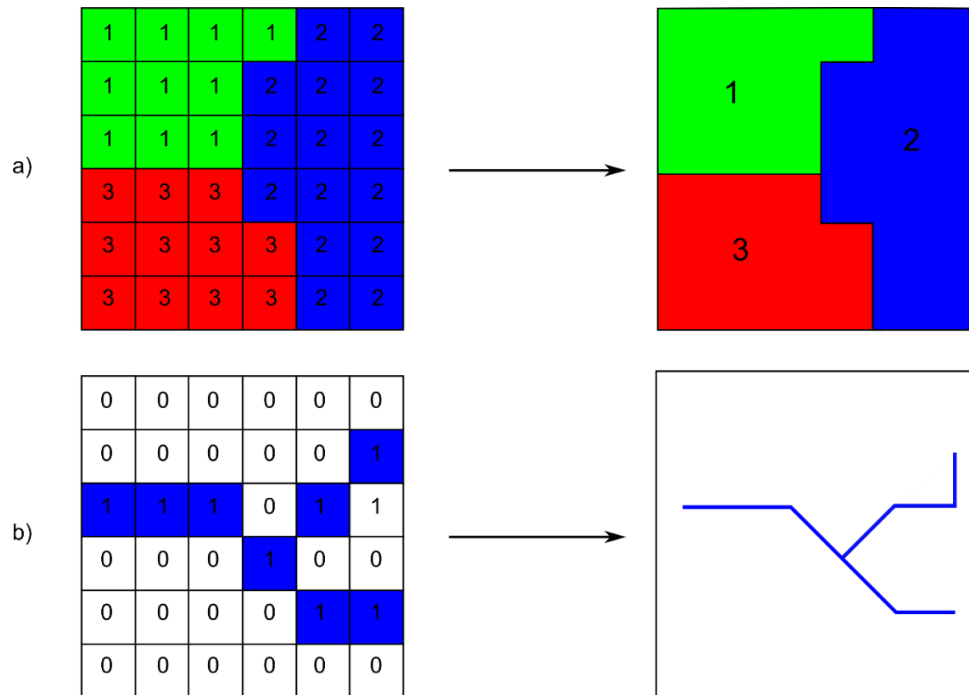 a)
1 1 1 1 2 2
1 1 1 2 2 2
1 1 1 2 2 2
3 3 3 2 2 2
3 3 3 3 2 2
3 3 3 3 2 2
1
2
3
b)
0 0 0 0 0 0
0 0 0 0 0 1
1 1 1 0 1 1
0 0 0 1 0 0
0 0 0 0 1 1
0 0 0 0 0 0